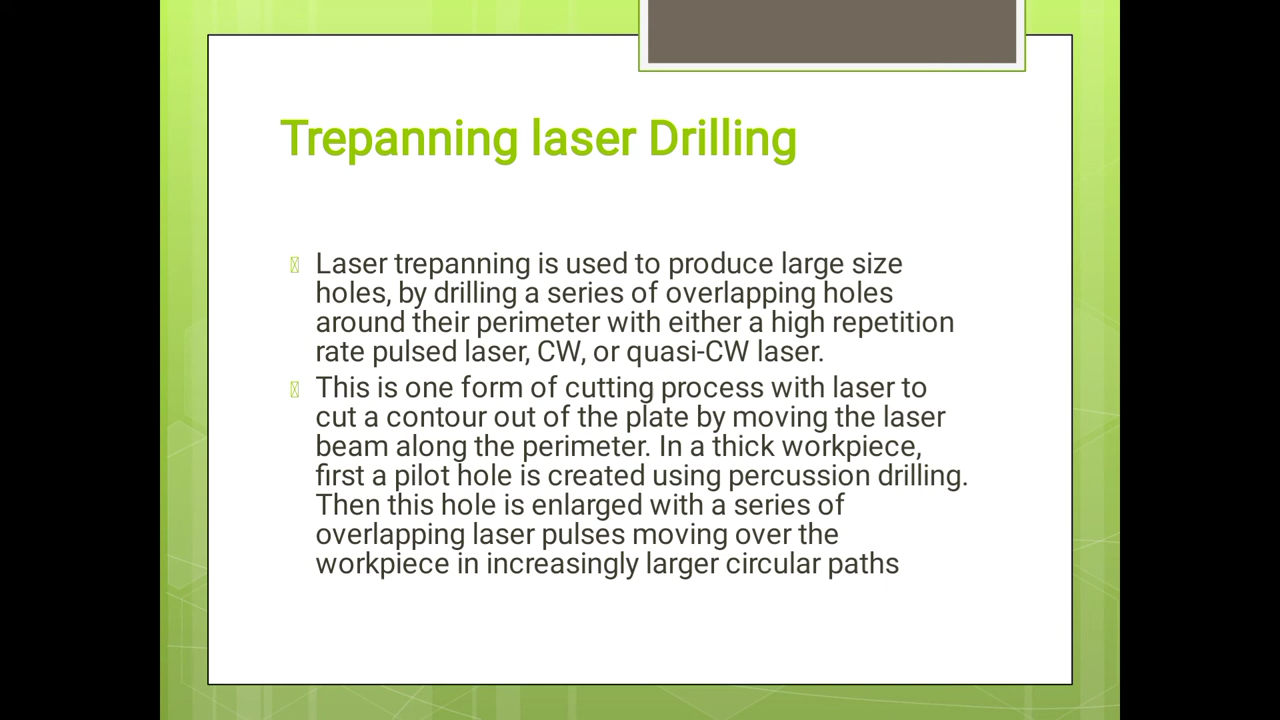 Trepanning laser Drilling
Laser trepanning is used to produce large size
holes, by drilling a series of overlapping holes
around their perimeter with either a high repetition
rate pulsed laser, CW, or quasi-CW laser.
This is one form of cutting process with laser to
cut a contour out of the plate by moving the laser
beam along the perimeter. In a thick workpiece,
first a pilot hole is created using percussion drilling.
Then this hole is enlarged with a series of
overlapping laser pulses moving over the
workpiece in increasingly larger circular paths